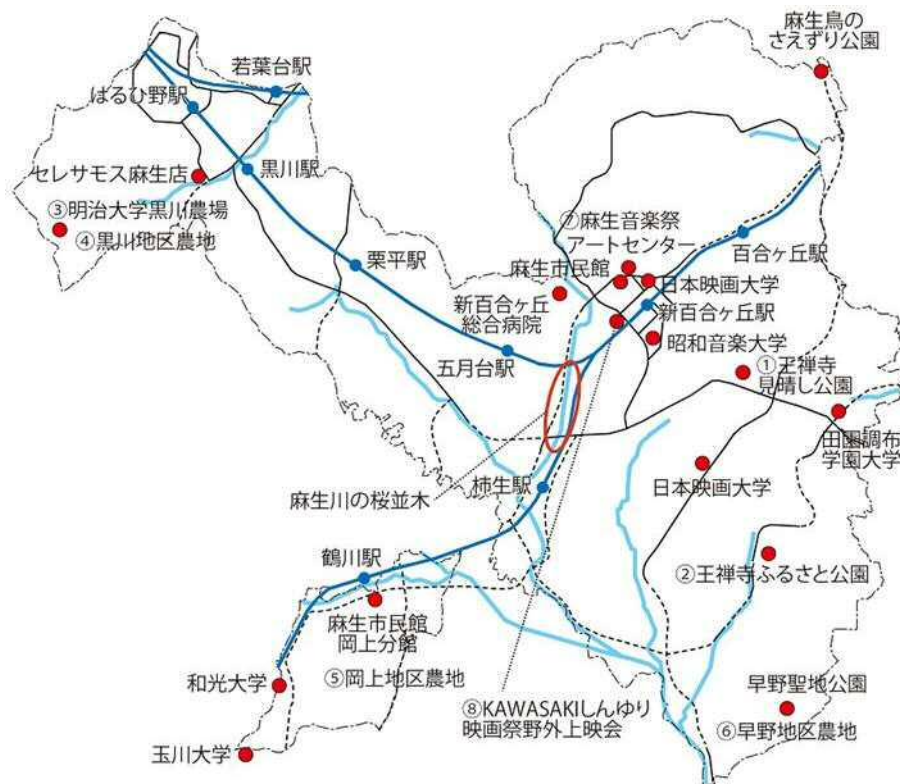 麻生鳥の
さえずり公園
若葉台駅
はるひ野駅
セレサモス麻生店
黒川駅
③明治大学黒川農場
④黒川地区農地
栗平駅
⑦麻生音楽祭
アートセンター
百合ヶ丘駅
麻生市民館
日本映画大学
新百合ヶ丘
総合病院
新百合ヶ丘駅
昭和音楽大学
五月台駅
①王禅寺
見晴し公園
田園調布
学園大学
麻生川の桜並木
柿生駅
日本映画大学
鶴川駅
②王禅寺ふるさと公園
麻生市民館
岡上分館
和光大学
⑤岡上地区農地
⑧KAWASAKIしんゆり
映画祭野外上映会
早野聖地公園
⑥早野地区農地
玉川大学